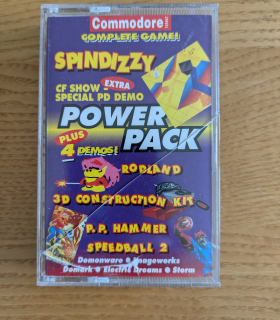 Commodore
COMPLETE GAME!
SPINDIZZY
CF SHOW EXTRA
SPECIAL PD DEMO
POWER
PACK
PLUS
4 DEMOS!
RODLAND
3D CONSTRUCTION KIT
P.P. HAMMER
SPEEDBALL 2
Demonware ● Imageworks
Domark ● Electric Dreams ● Storm